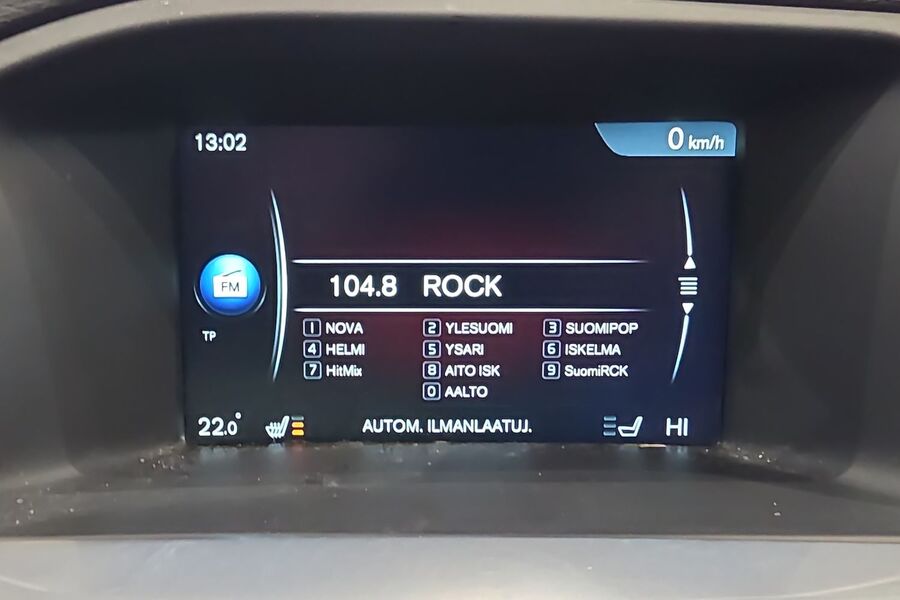 13:02
0 km/h
FM
104.8 ROCK
TP
1 NOVA 2 YLESUOMI 3 SUOMIPOP
4 HELMI 5 YSARI 6 ISKELMA
7 HitMix 8 AITO ISK 9 SuomiRCK
0 AALTO
22.0° AUTOM. ILMANLAATUJ. HI